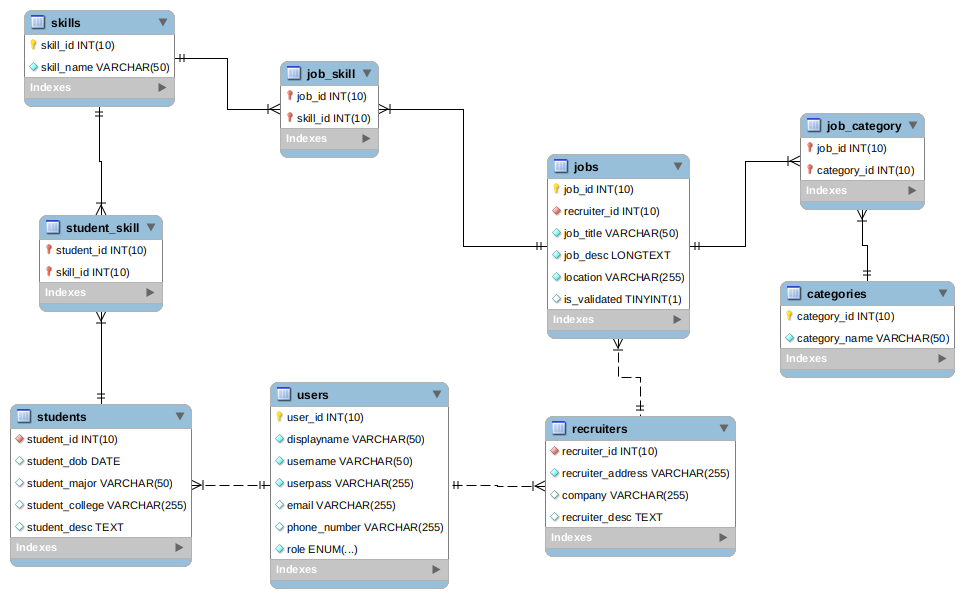 skills
skill_id INT(10)
skill_name VARCHAR(50)
Indexes
job_skill
job_id INT(10)
skill_id INT(10)
Indexes
job_category
job_id INT(10)
category_id INT(10)
Indexes
jobs
job_id INT(10)
recruiter_id INT(10)
job_title VARCHAR(50)
job_desc LONGTEXT
location VARCHAR(255)
is_validated TINYINT(1)
Indexes
student_skill
student_id INT(10)
skill_id INT(10)
Indexes
categories
category_id INT(10)
category_name VARCHAR(50)
Indexes
students
student_id INT(10)
student_dob DATE
student_major VARCHAR(50)
student_college VARCHAR(255)
student_desc TEXT
Indexes
users
user_id INT(10)
displayname VARCHAR(50)
username VARCHAR(50)
userpass VARCHAR(255)
email VARCHAR(255)
phone_number VARCHAR(255)
role ENUM(...)
Indexes
recruiters
recruiter_id INT(10)
recruiter_address VARCHAR(255)
company VARCHAR(255)
recruiter_desc TEXT
Indexes